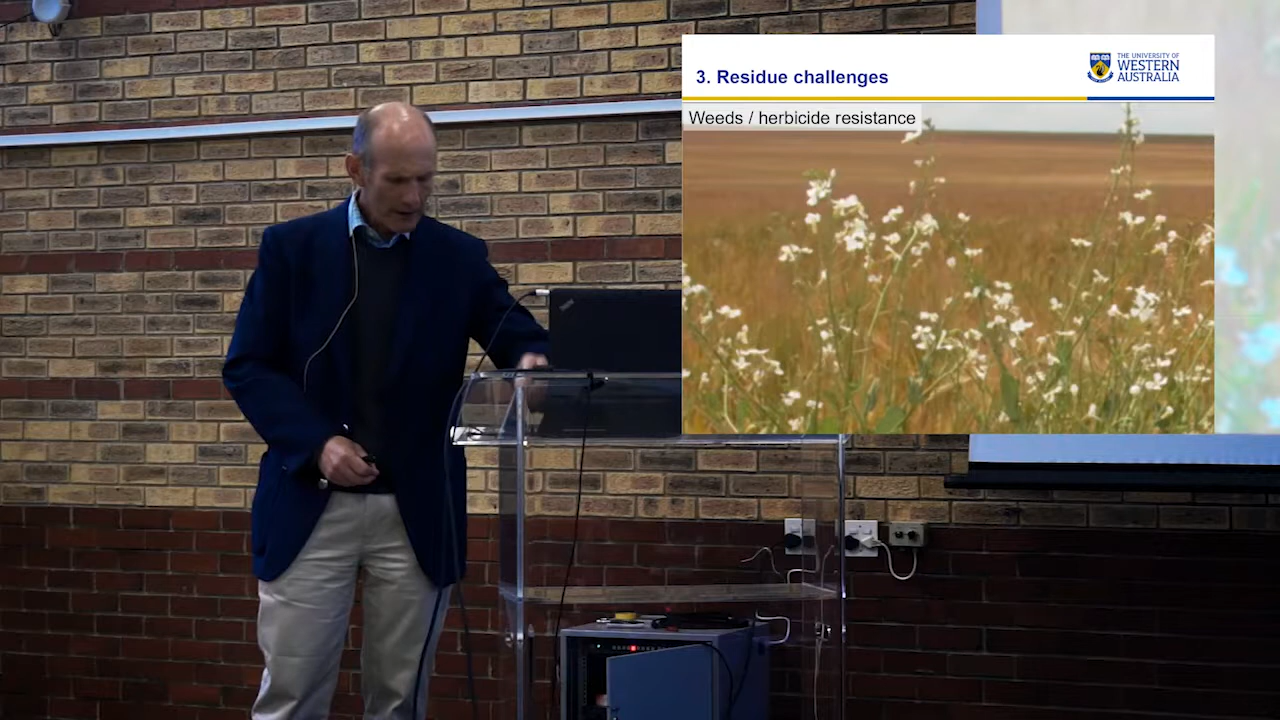 3. Residue challenges
THE UNIVERSITY OF
WESTERN
AUSTRALIA
Weeds / herbicide resistance